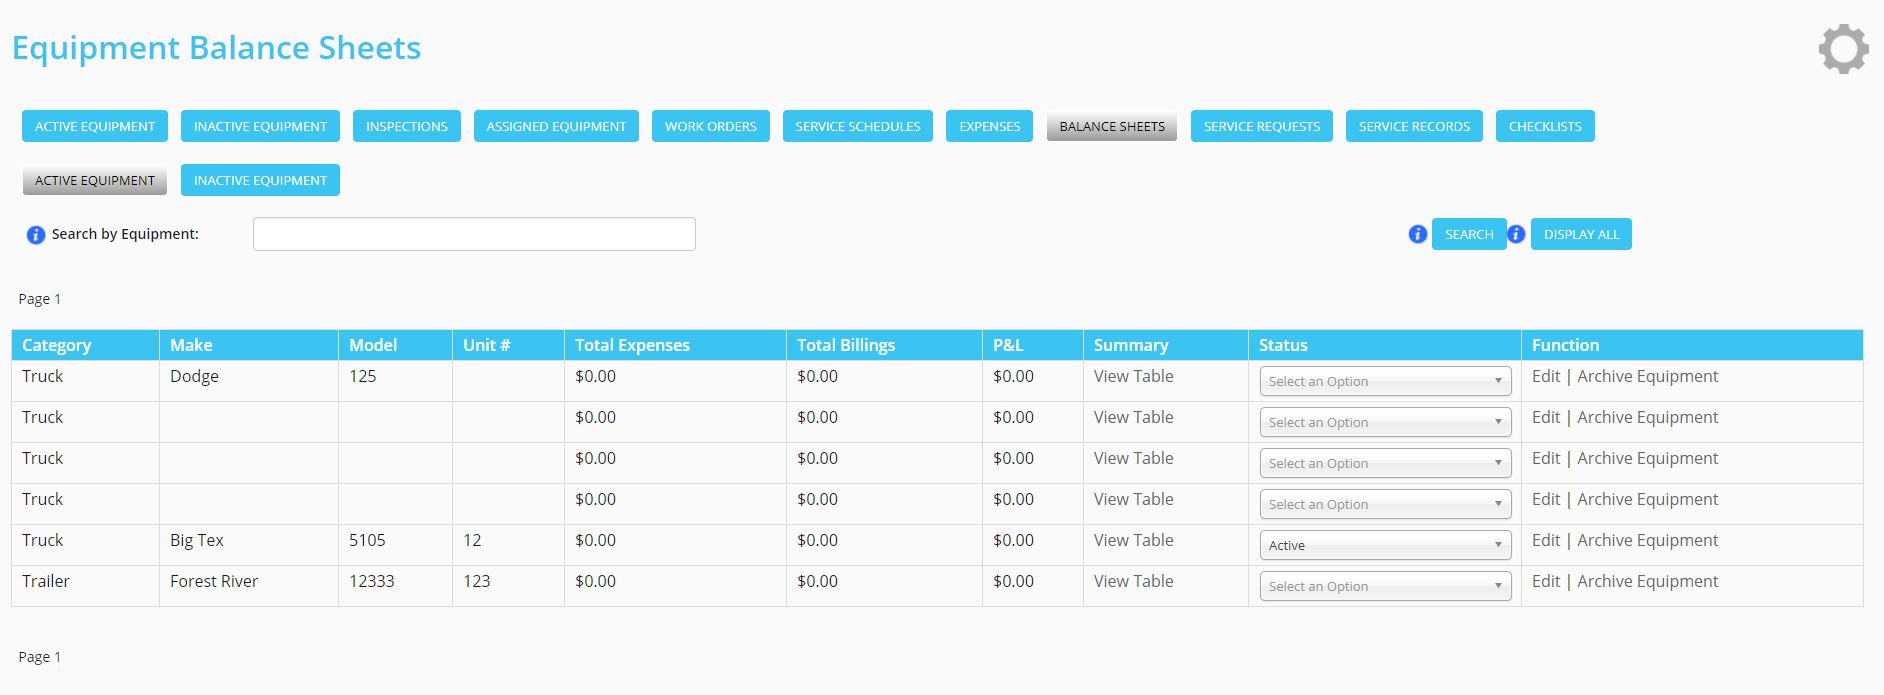 Equipment Balance Sheets
ACTIVE EQUIPMENT INACTIVE EQUIPMENT INSPECTIONS ASSIGNED EQUIPMENT WORK ORDERS SERVICE SCHEDULES EXPENSES BALANCE SHEETS SERVICE REQUESTS SERVICE RECORDS CHECKLISTS
ACTIVE EQUIPMENT INACTIVE EQUIPMENT
i Search by Equipment: i SEARCH i DISPLAY ALL
Page 1
Category Make Model Unit # Total Expenses Total Billings P&L Summary Status Function
Truck Dodge 125 $0.00 $0.00 $0.00 View Table Select an Option Edit | Archive Equipment
Truck $0.00 $0.00 $0.00 View Table Select an Option Edit | Archive Equipment
Truck $0.00 $0.00 $0.00 View Table Select an Option Edit | Archive Equipment
Truck $0.00 $0.00 $0.00 View Table Select an Option Edit | Archive Equipment
Truck Big Tex 5105 12 $0.00 $0.00 $0.00 View Table Active Edit | Archive Equipment
Trailer Forest River 12333 123 $0.00 $0.00 $0.00 View Table Select an Option Edit | Archive Equipment
Page 1